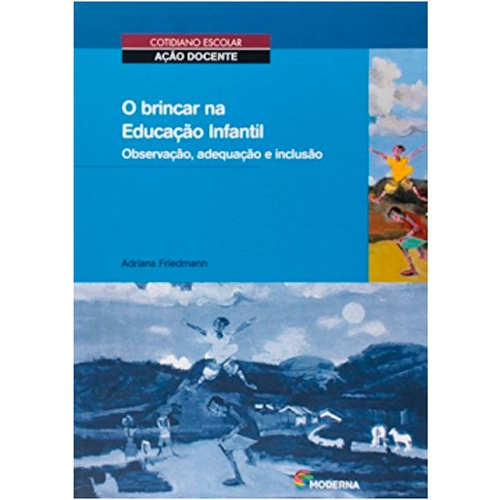 COTIDIANO ESCOLAR
AÇÃO DOCENTE
O brincar na
Educação Infantil
Observação, adequação e inclusão
Adriana Friedmann
MODERNA